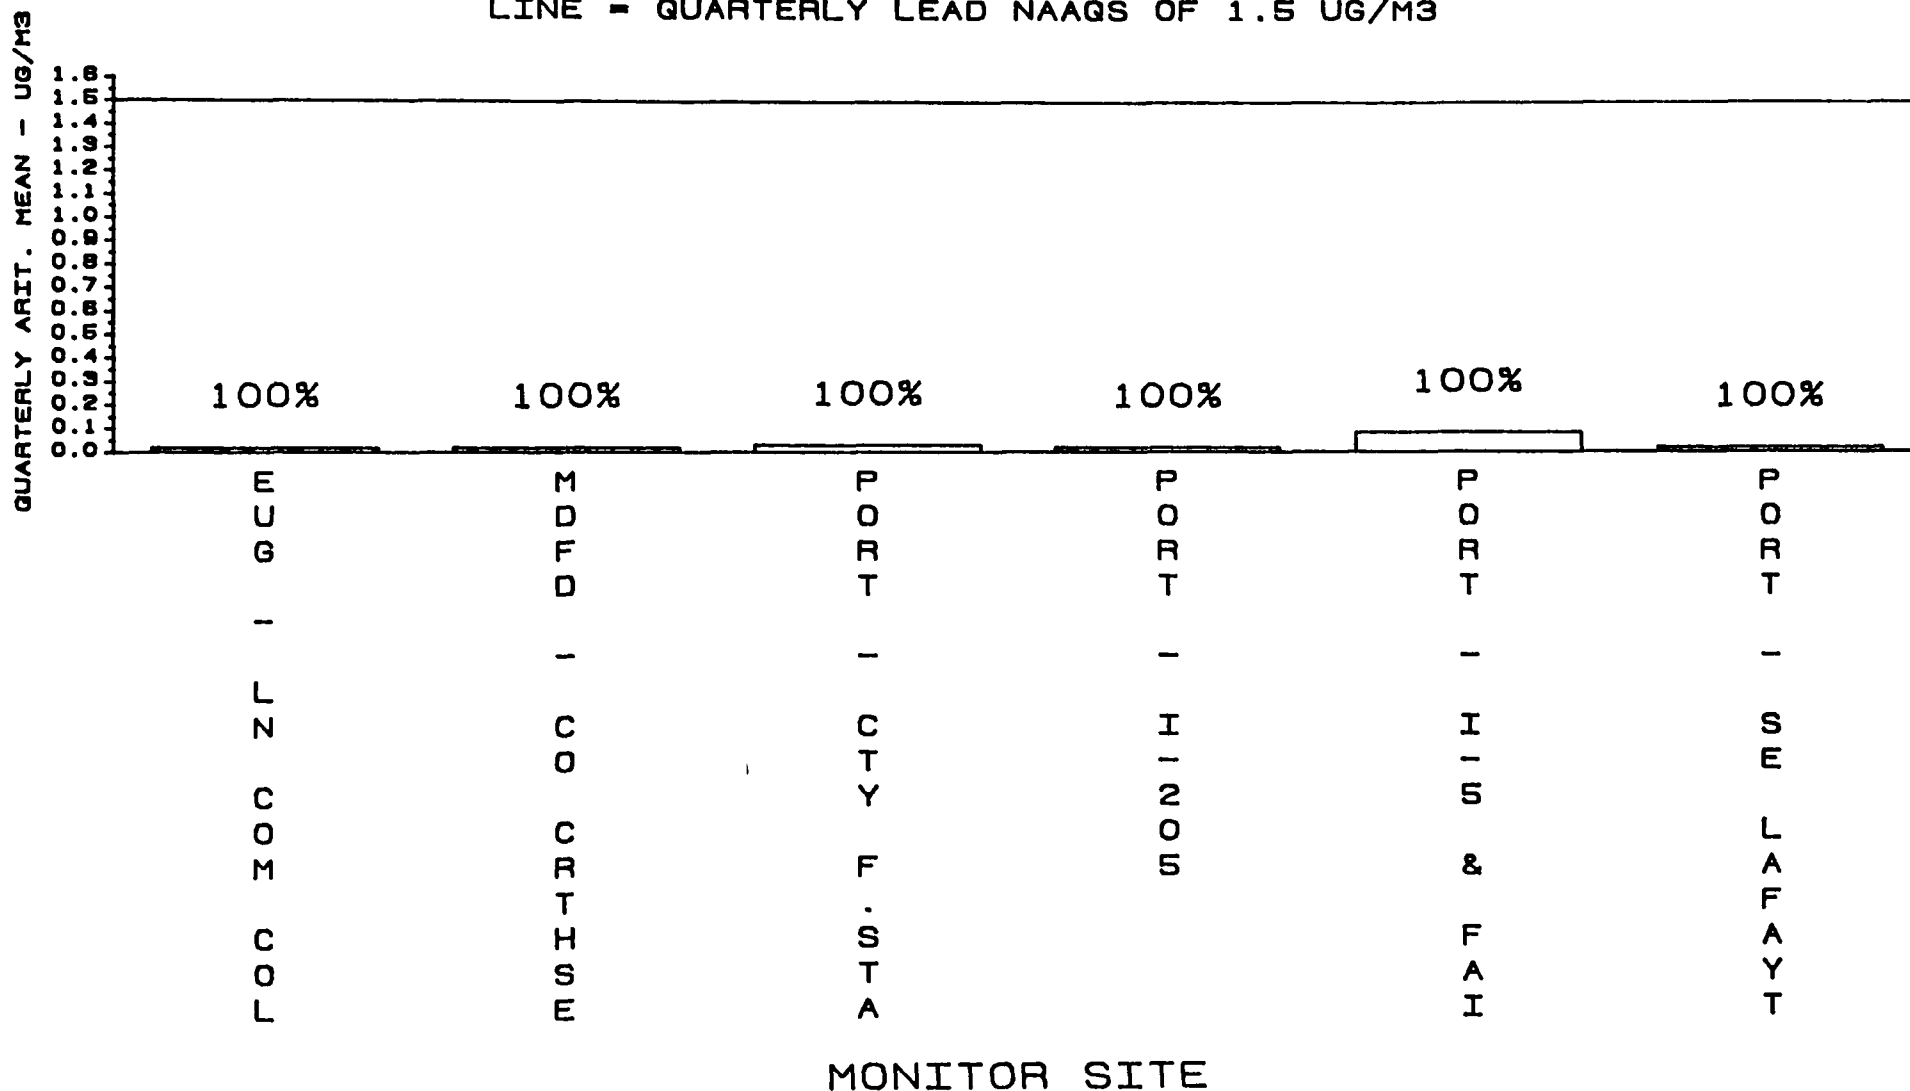 LINE = QUARTERLY LEAD NAAQS OF 1.5 UG/M3
QUARTERLY ARIT. MEAN - UG/M3
1.6
1.5
1.4
1.3
1.2
1.1
1.0
0.9
0.8
0.7
0.6
0.5
0.4
0.3
0.2
0.1
0.0
100% 100% 100% 100% 100% 100%
EUG - LN COM COL
MDFD - CO CRTHSE
PORT - CTY F.STA
PORT - I-205
PORT - I-5 & FAI
PORT - SE LAFAYT
MONITOR SITE